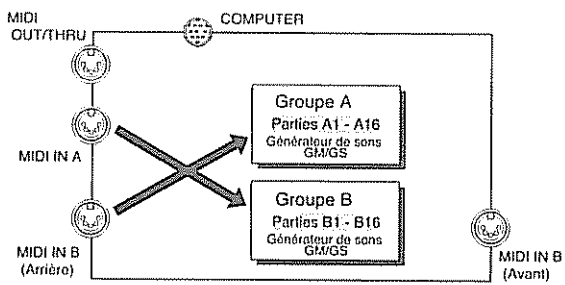 MIDI
OUT/THRU
COMPUTER
MIDI IN A
MIDI IN B
(Arrière)
Groupe A
Parties A1 - A16
Générateur de sons
GM/GS
Groupe B
Parties B1 - B16
Générateur de sons
GM/GS
MIDI IN B
(Avant)